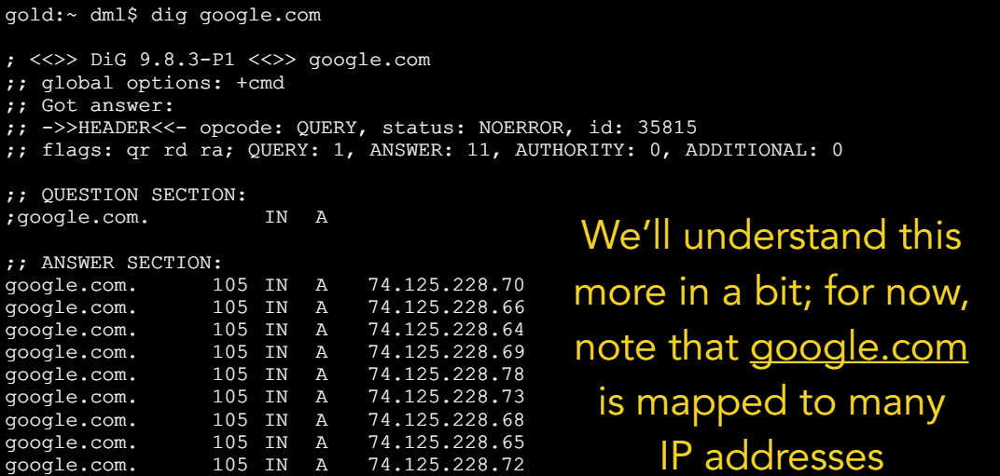 gold:~ dml$ dig google.com
; <<>> DiG 9.8.3-P1 <<>> google.com
;; global options: +cmd
;; Got answer:
;; ->>HEADER<<- opcode: QUERY, status: NOERROR, id: 35815
;; flags: qr rd ra; QUERY: 1, ANSWER: 11, AUTHORITY: 0, ADDITIONAL: 0
;; QUESTION SECTION:
;google.com. IN A
;; ANSWER SECTION:
google.com. 105 IN A 74.125.228.70
google.com. 105 IN A 74.125.228.66
google.com. 105 IN A 74.125.228.64
google.com. 105 IN A 74.125.228.69
google.com. 105 IN A 74.125.228.78
google.com. 105 IN A 74.125.228.73
google.com. 105 IN A 74.125.228.68
google.com. 105 IN A 74.125.228.65
google.com. 105 IN A 74.125.228.72
We’ll understand this
more in a bit; for now,
note that google.com
is mapped to many
IP addresses